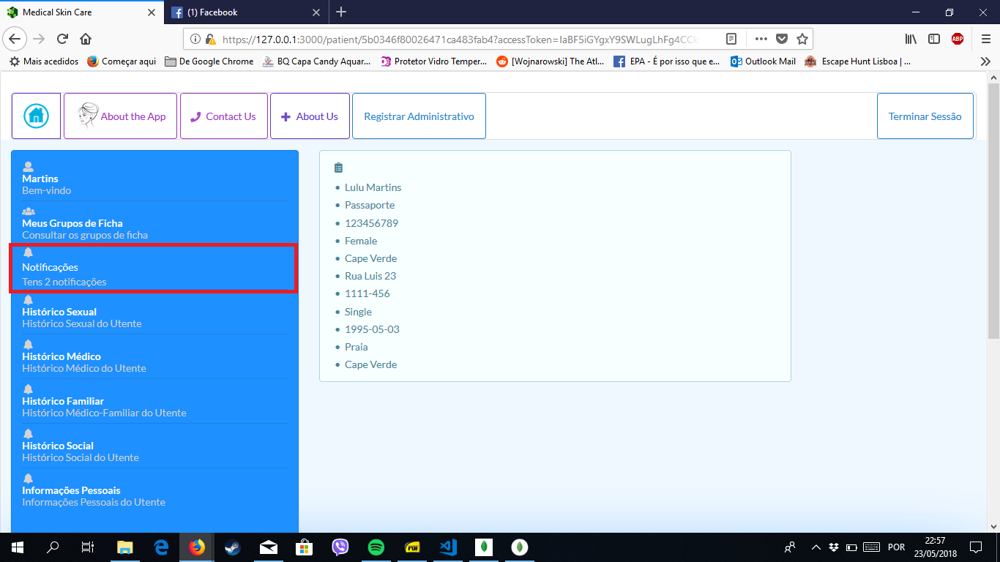 Medical Skin Care
(1) Facebook
https://127.0.0.1:3000/patient/5b0346f80026471ca483fab4?accessToken=IaBF5iGYgxY9SWLugLhFg4CCk
ABP
Mais acedidos
Começar aqui
De Google Chrome
BQ Capa Candy Aquar...
Protetor Vidro Temper...
[Wojnarowski] The Atl...
EPA - É por isso que e...
Outlook Mail
Escape Hunt Lisboa | ...
About the App
Contact Us
About Us
Registrar Administrativo
Terminar Sessão
Martins
Bem-vindo
Meus Grupos de Ficha
Consultar os grupos de ficha
Notificações
Tens 2 notificações
Histórico Sexual
Histórico Sexual do Utente
Histórico Médico
Histórico Médico do Utente
Histórico Familiar
Histórico Médico-Familiar do Utente
Histórico Social
Histórico Social do Utente
Informações Pessoais
Informações Pessoais do Utente
Lulu Martins
Passaporte
123456789
Female
Cape Verde
Rua Luis 23
1111-456
Single
1995-05-03
Praia
Cape Verde
PDF
POR
22:57
23/05/2018